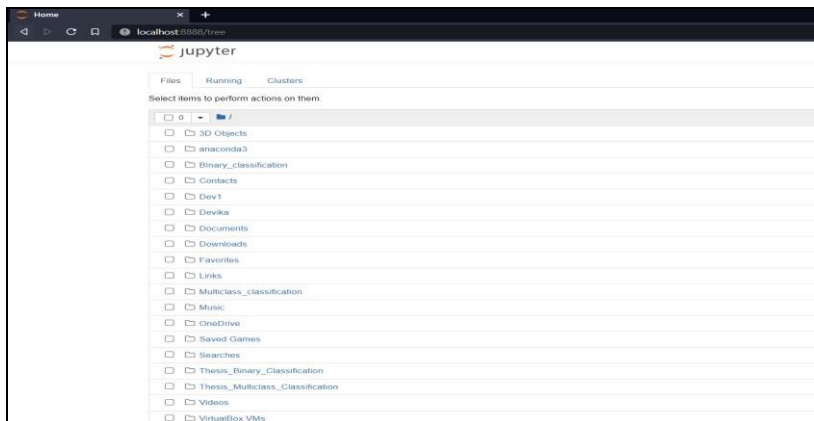 Home
localhost:8888/tree
jupyter
Files Running Clusters
Select items to perform actions on them.
0 /
3D Objects
anaconda3
BInary_classification
Contacts
Dev1
Devika
Documents
Downloads
Favorites
Links
Multiclass_classification
Music
OneDrive
Saved Games
Searches
Thesis_Binary_Classification
Thesis_Multiclass_Classification
Videos
VirtualBox VMs